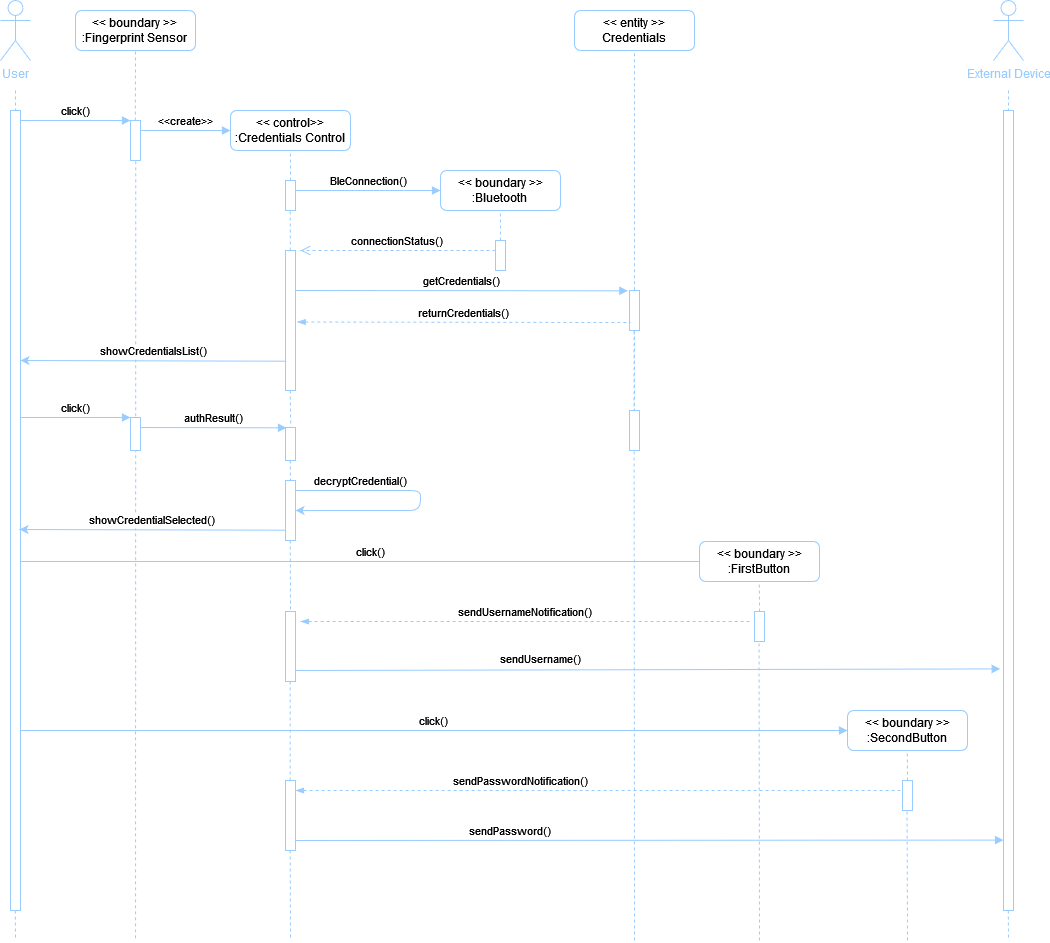 << boundary >>
:Fingerprint Sensor
<< entity >>
Credentials
User
External Device
click()
<<create>>
<< control>>
:Credentials Control
BleConnection()
<< boundary >>
:Bluetooth
connectionStatus()
getCredentials()
returnCredentials()
showCredentialsList()
click()
authResult()
decryptCredential()
showCredentialSelected()
click()
<< boundary >>
:FirstButton
sendUsernameNotification()
sendUsername()
click()
<< boundary >>
:SecondButton
sendPasswordNotification()
sendPassword()